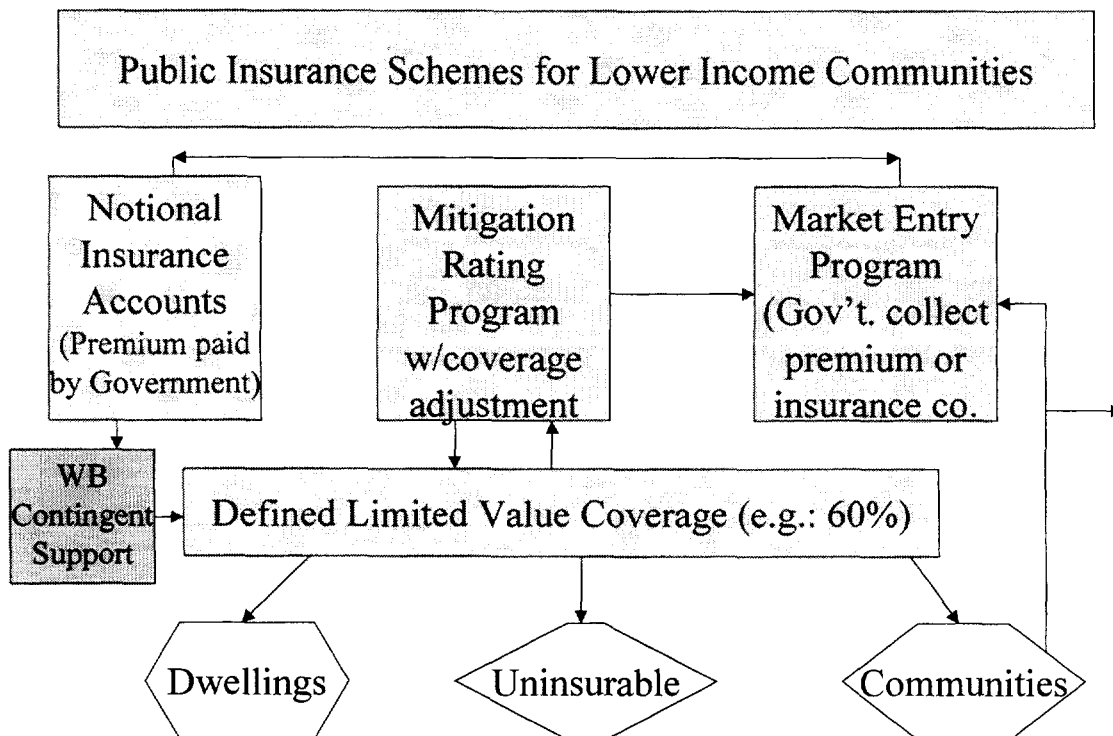 Public Insurance Schemes for Lower Income Communities
Notional
Insurance
Accounts
(Premium paid
by Government)
Mitigation
Rating
Program
w/coverage
adjustment
Market Entry
Program
(Gov't. collect
premium or
insurance co.
WB
Contingent
Support
Defined Limited Value Coverage (e.g.: 60%)
Dwellings
Uninsurable
Communities